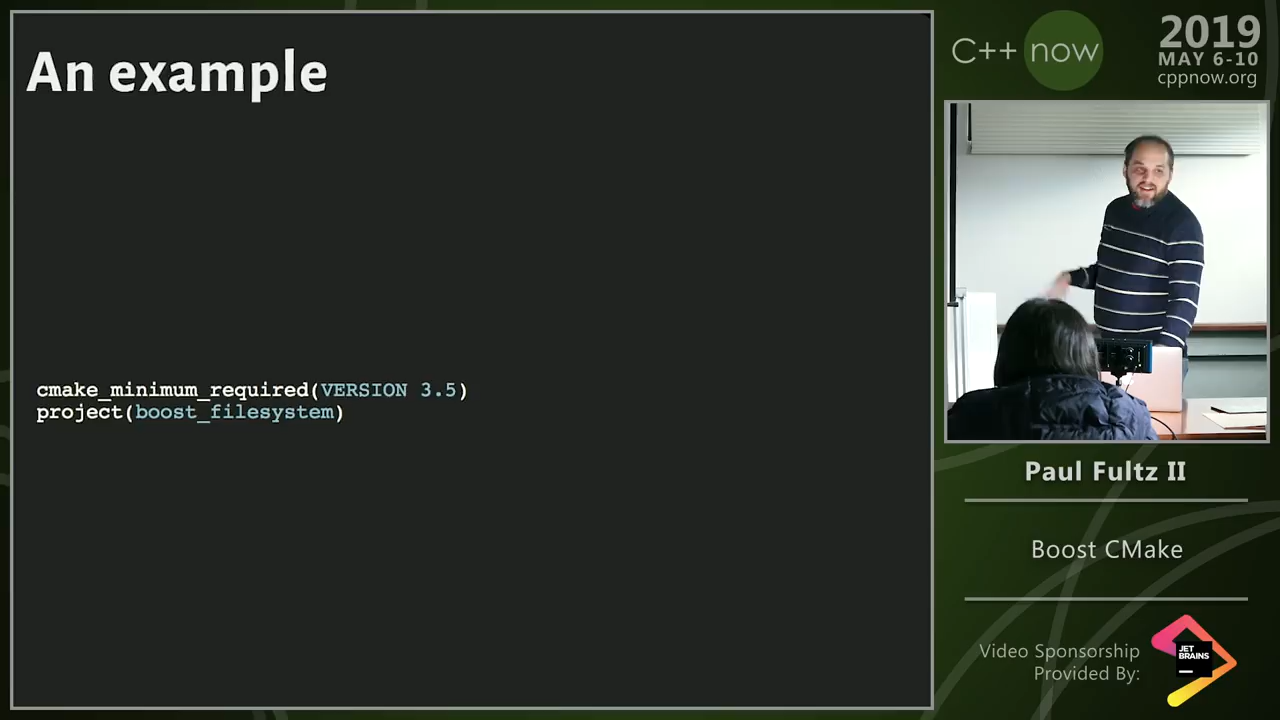 An example
cmake_minimum_required(VERSION 3.5)
project(boost_filesystem)
C++ now
2019
MAY 6-10
cppnow.org
Paul Fultz II
Boost CMake
Video Sponsorship
Provided By:
JET
BRAINS